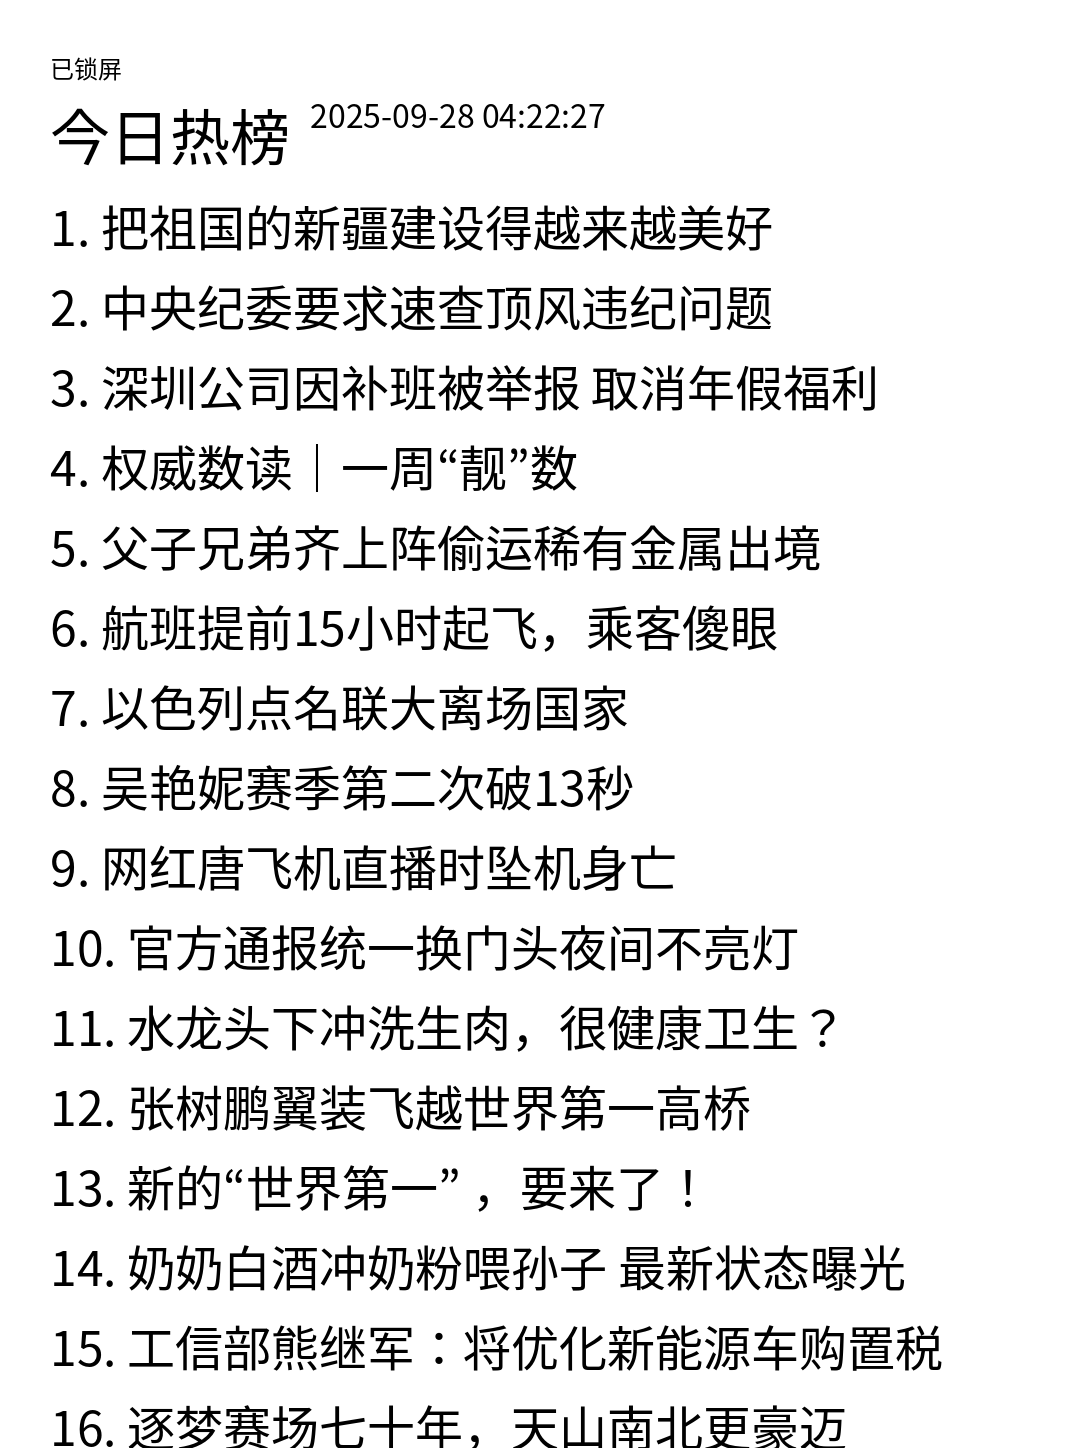 已锁屏
今日热榜 2025-09-28 04:22:27
1. 把祖国的新疆建设得越来越美好
2. 中央纪委要求速查顶风违纪问题
3. 深圳公司因补班被举报 取消年假福利
4. 权威数读｜一周“靓”数
5. 父子兄弟齐上阵偷运稀有金属出境
6. 航班提前15小时起飞，乘客傻眼
7. 以色列点名联大离场国家
8. 吴艳妮赛季第二次破13秒
9. 网红唐飞机直播时坠机身亡
10. 官方通报统一换门头夜间不亮灯
11. 水龙头下冲洗生肉，很健康卫生？
12. 张树鹏翼装飞越世界第一高桥
13. 新的“世界第一”，要来了！
14. 奶奶白酒冲奶粉喂孙子 最新状态曝光
15. 工信部熊继军：将优化新能源车购置税
16. 逐梦赛场七十年，天山南北更豪迈